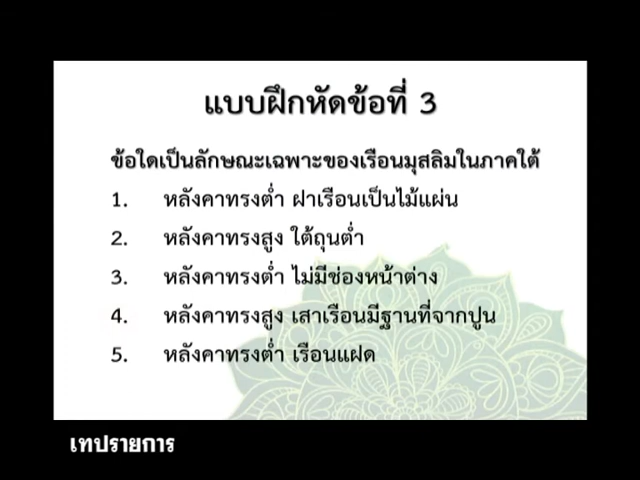 แบบฝึกหัดข้อที่ 3
ข้อใดเป็นลักษณะเฉพาะของเรือนมุสลิมในภาคใต้
1. หลังคาทรงต่ำ ฝาเรือนเป็นไม้แผ่น
2. หลังคาทรงสูง ใต้ถุนต่ำ
3. หลังคาทรงต่ำ ไม่มีช่องหน้าต่าง
4. หลังคาทรงสูง เสาเรือนมีฐานที่จากปูน
5. หลังคาทรงต่ำ เรือนแฝด
เทปรายการ